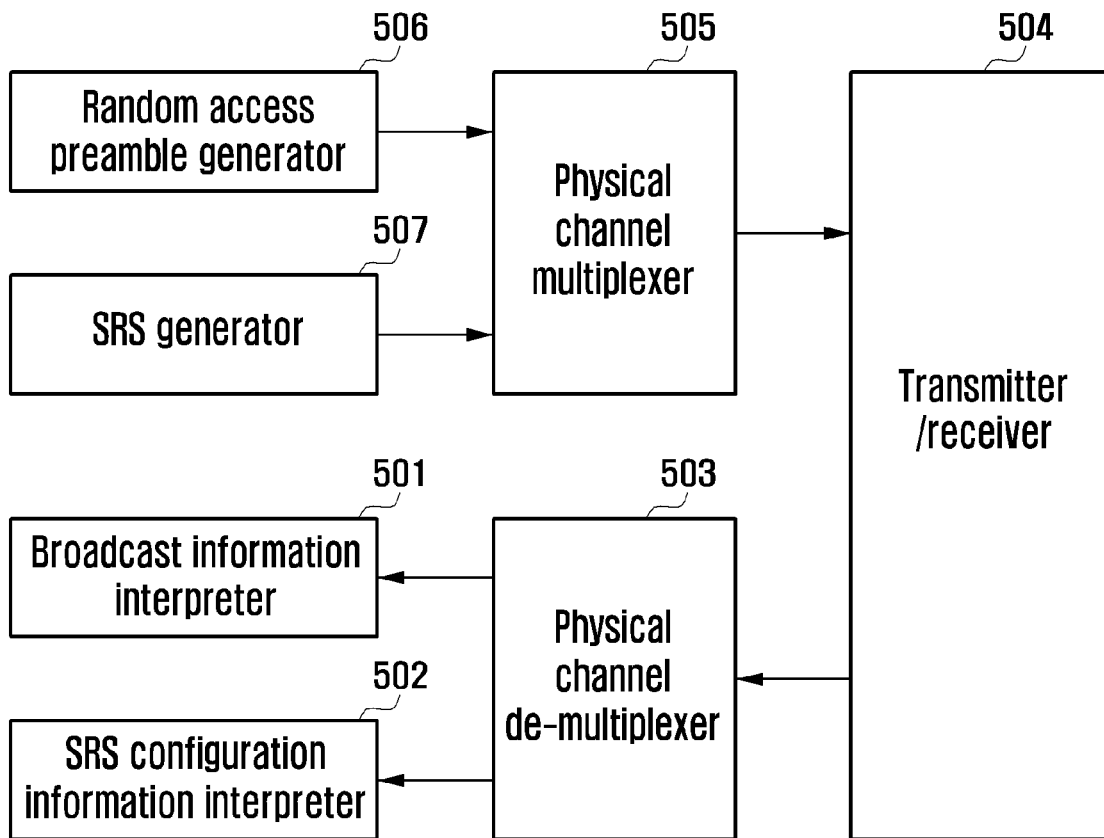 506
505
504
Random access
preamble generator
Physical
channel
multiplexer
507
SRS generator
Transmitter
/receiver
501
503
Broadcast information
interpreter
Physical
channel
de-multiplexer
502
SRS configuration
information interpreter